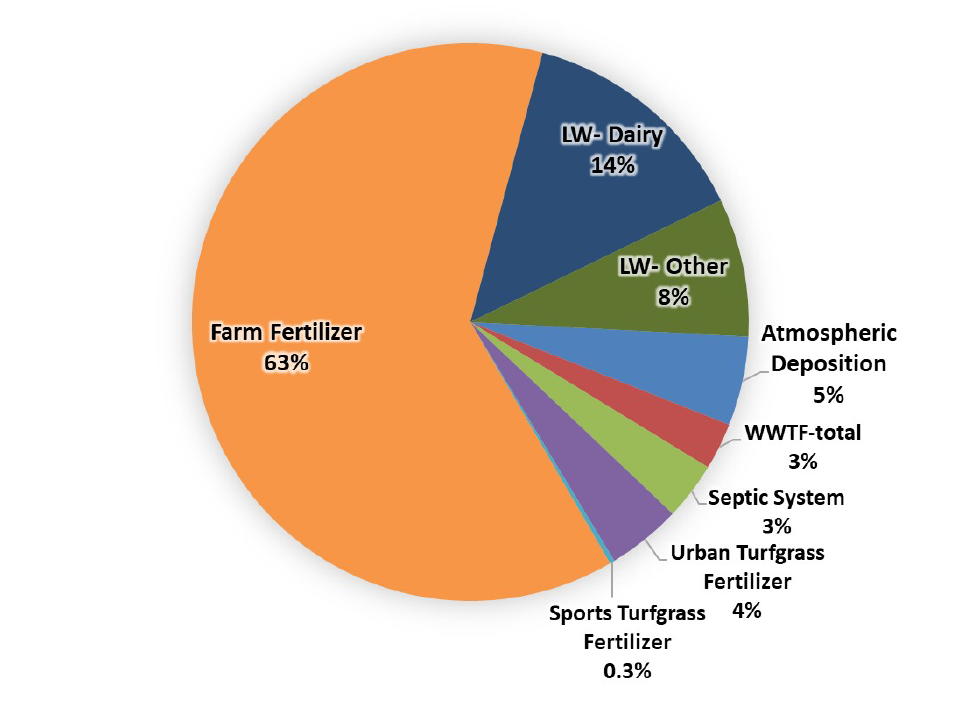 LW- Dairy
14%
LW- Other
8%
Farm Fertilizer
63%
Atmospheric
Deposition
5%
WWTF-total
3%
Septic System
3%
Urban Turfgrass
Fertilizer
4%
Sports Turfgrass
Fertilizer
0.3%